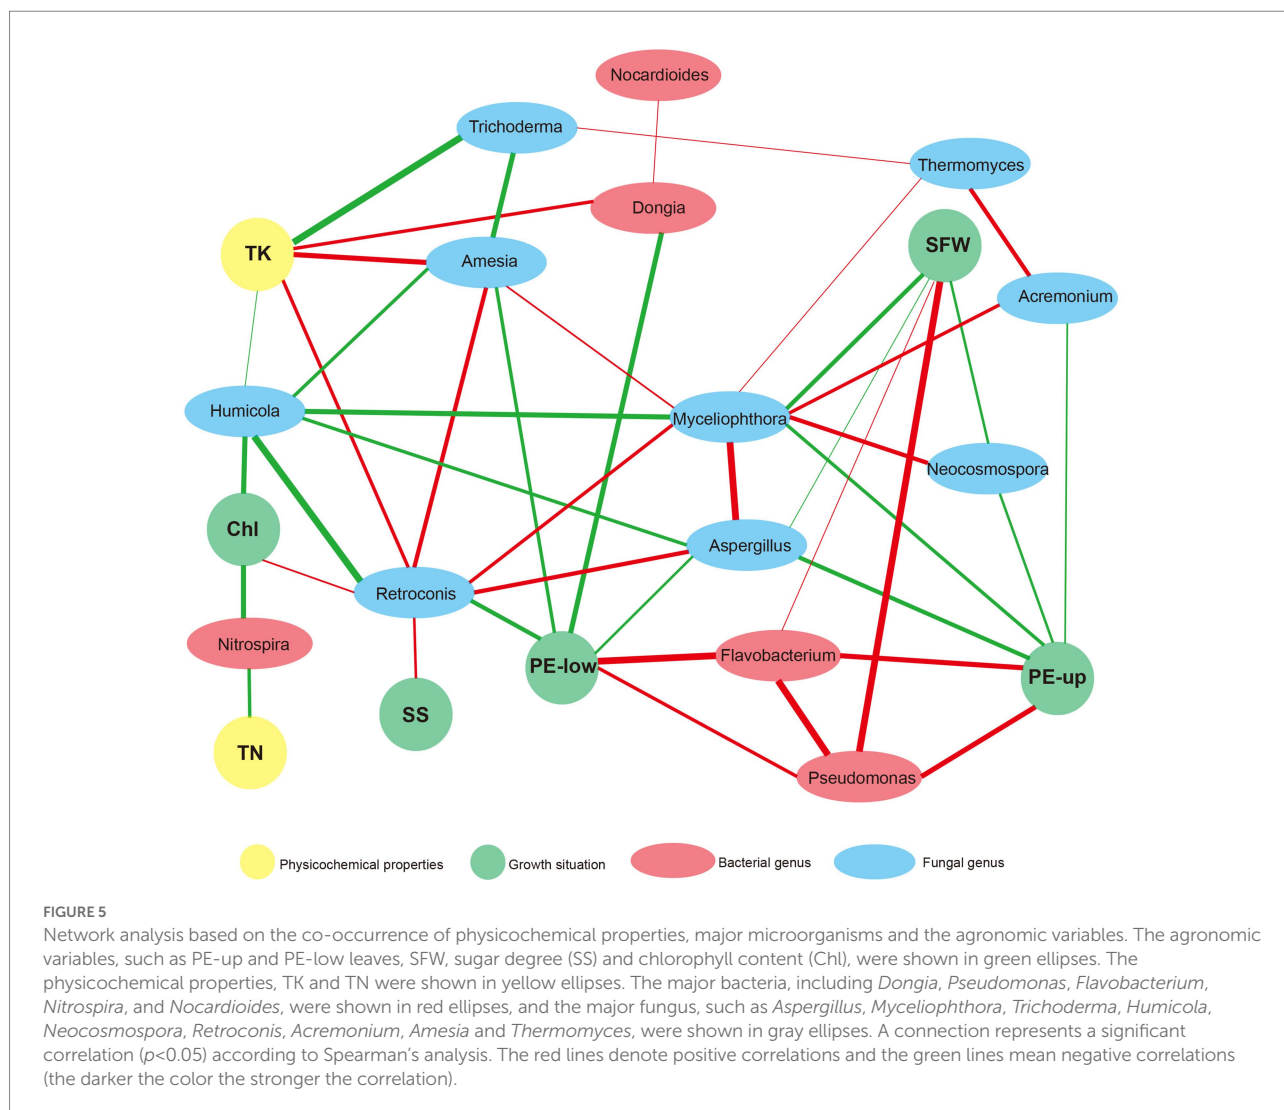 Nocardioides
Trichoderma
Thermomyces
Dongia
SFW
TK
Amesia
Acremonium
Humicola
Myceliophthora
Neocosmospora
Chl
Aspergillus
Retroconis
Nitrospira
Flavobacterium
PE-low
PE-up
SS
TN
Pseudomonas
Physicochemical properties
Growth situation
Bacterial genus
Fungal genus
FIGURE 5
Network analysis based on the co-occurrence of physicochemical properties, major microorganisms and the agronomic variables. The agronomic
variables, such as PE-up and PE-low leaves, SFW, sugar degree (SS) and chlorophyll content (Chl), were shown in green ellipses. The
physicochemical properties, TK and TN were shown in yellow ellipses. The major bacteria, including Dongia, Pseudomonas, Flavobacterium,
Nitrospira, and Nocardioides, were shown in red ellipses, and the major fungus, such as Aspergillus, Myceliophthora, Trichoderma, Humicola,
Neocosmospora, Retroconis, Acremonium, Amesia and Thermomyces, were shown in gray ellipses. A connection represents a significant
correlation (p<0.05) according to Spearman's analysis. The red lines denote positive correlations and the green lines mean negative correlations
(the darker the color the stronger the correlation).